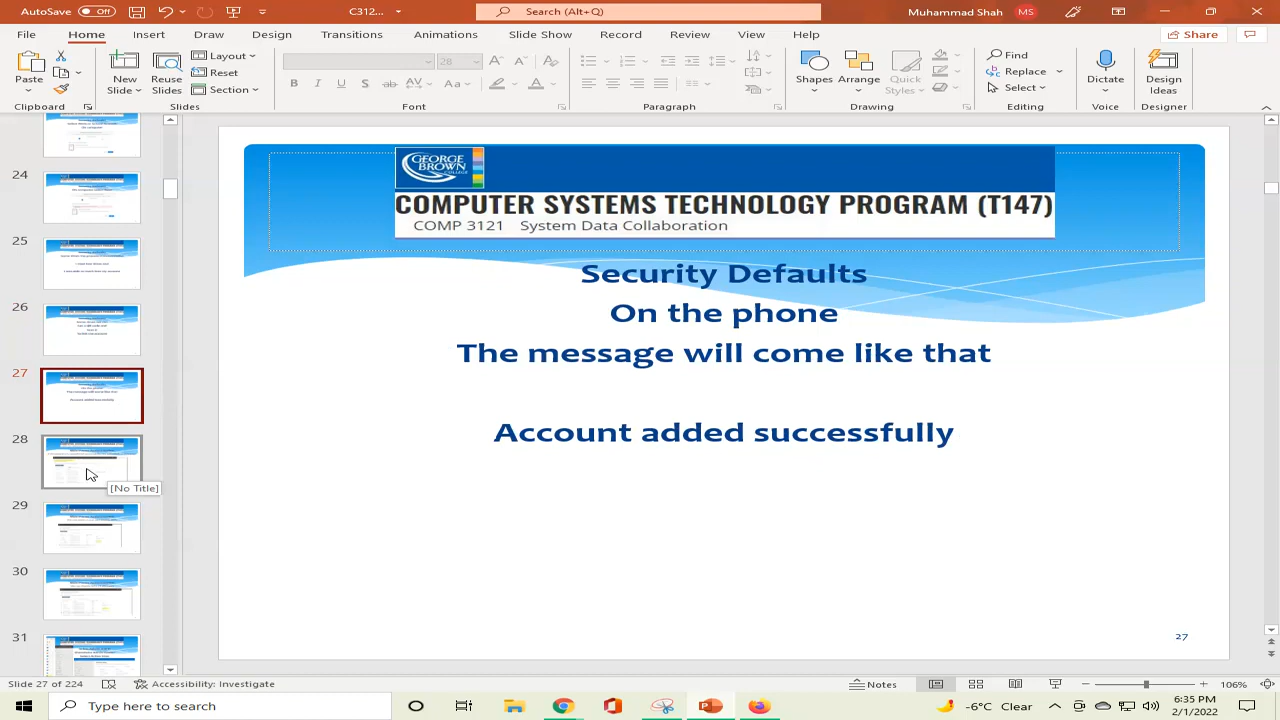 AutoSave Off C312... Search (Alt+Q) Muhammad Shah MS
File Home Insert Draw Design Transitions Animations Slide Show Record Review View Help Share
Paste New Slide Reuse Slides Layout Reset Section 28 Shapes Arrange Quick Styles Find Replace Select Dictate Design Ideas
Clipboard Slides Font Paragraph Drawing Editing Voice Designer
24
25
26
27
28
[No Title]
29
30
31
GEORGE BROWN COLLEGE
COMPUTER SYSTEMS TECHNOLOGY PROGRAM (T147)
COMP 3121 System Data Collaboration
Security Defaults
On the phone
The message will come like that
Account added successfully
27
Slide 27 of 224 Accessibility: Investigate Notes 106%
Type here to search -6°C Clear 6:35 PM
2/1/2022